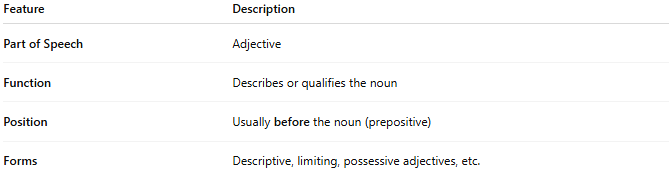 Feature Description
Part of Speech Adjective
Function Describes or qualifies the noun
Position Usually before the noun (prepositive)
Forms Descriptive, limiting, possessive adjectives, etc.